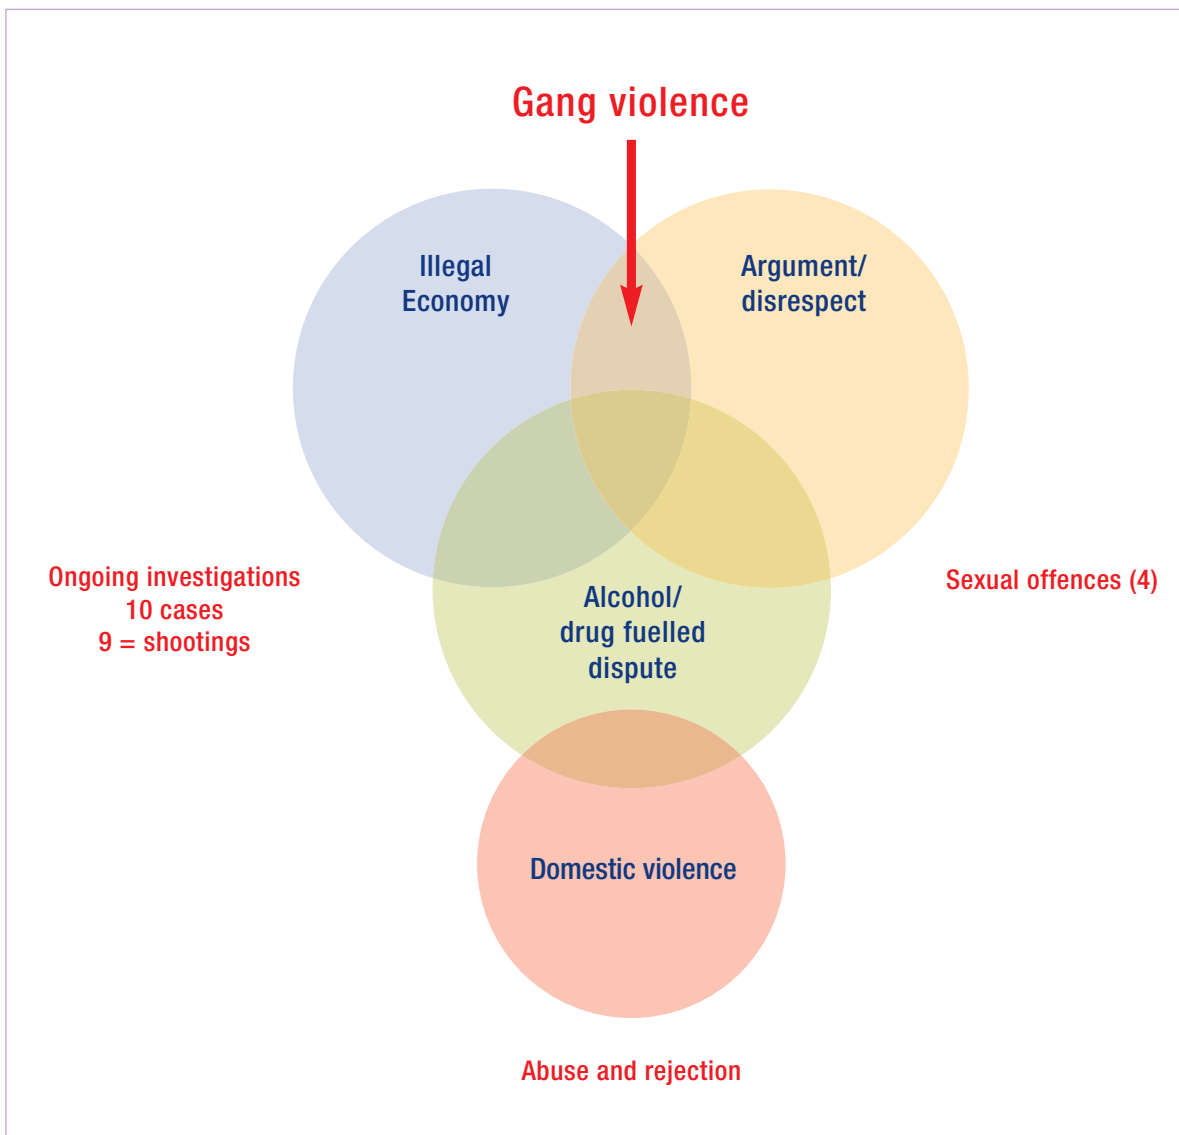 Gang violence
Illegal
Economy
Argument/
disrespect
Ongoing investigations
10 cases
9 = shootings
Alcohol/
drug fuelled
dispute
Sexual offences (4)
Domestic violence
Abuse and rejection